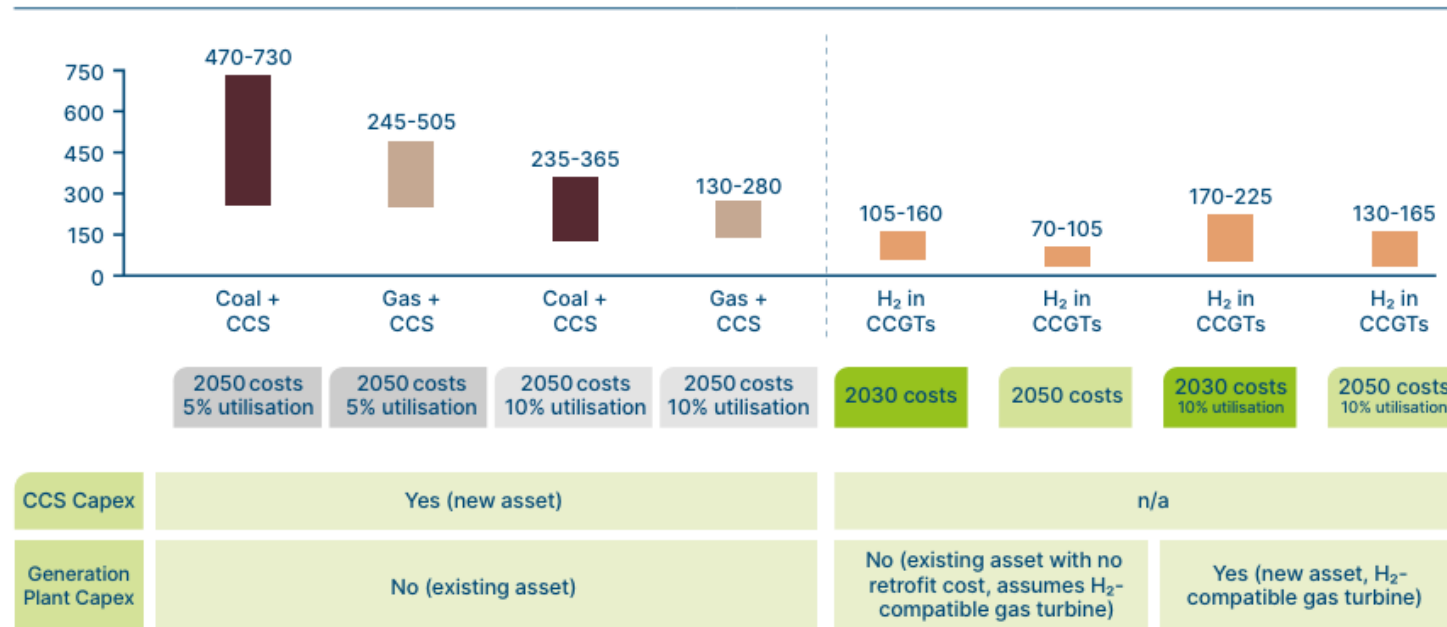 470-730
245-505
235-365
130-280
105-160
70-105
170-225
130-165
750
600
450
300
150
0
Coal +
CCS
Gas +
CCS
Coal +
CCS
Gas +
CCS
H₂ in
CCGTs
H₂ in
CCGTs
H₂ in
CCGTs
H₂ in
CCGTs
2050 costs
5% utilisation
2050 costs
5% utilisation
2050 costs
10% utilisation
2050 costs
10% utilisation
2030 costs
2050 costs
2030 costs
10% utilisation
2050 costs
10% utilisation
CCS Capex
Yes (new asset)
n/a
Generation
Plant Capex
No (existing asset)
No (existing asset with no
retrofit cost, assumes H₂-
compatible gas turbine)
Yes (new asset, H₂-
compatible gas turbine)